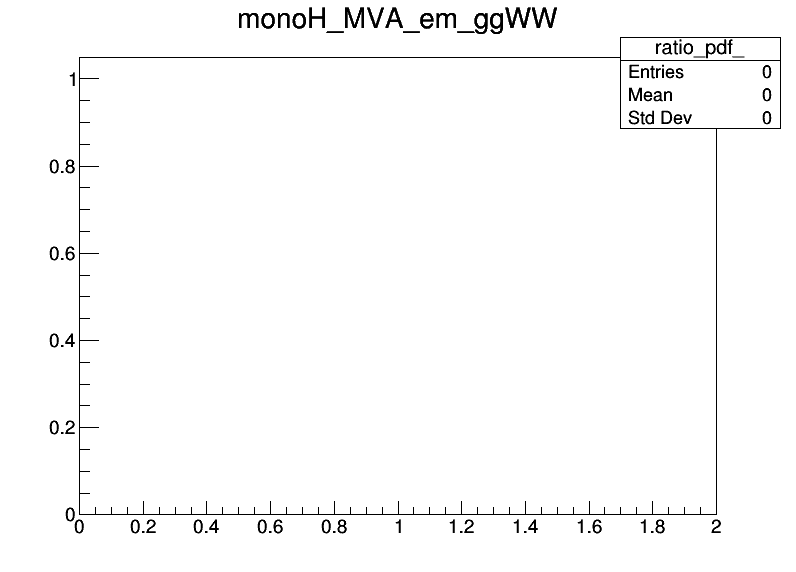 monoH_MVA_em_ggWW
ratio_pdf_
Entries 0
Mean 0
Std Dev 0
1
0.8
0.6
0.4
0.2
0
0 0.2 0.4 0.6 0.8 1 1.2 1.4 1.6 1.8 2